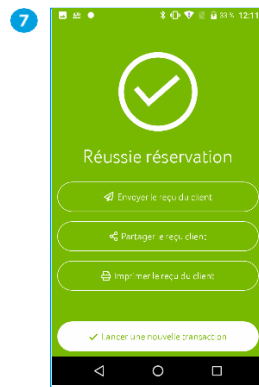 7
33 % 12:11
Réussie réservation
Envoyer le reçu du client
Partager le reçu client
Imprimer le reçu du client
Lancer une nouvelle transaction